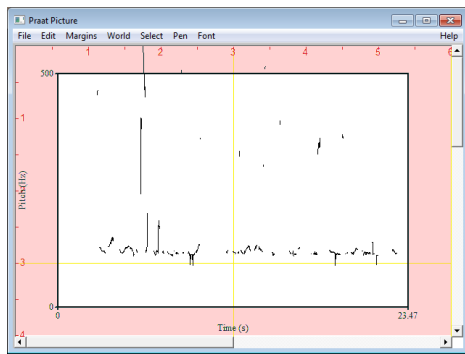 Praat Picture
File Edit Margins World Select Pen Font Help
1 2 3 4 5 6
500
1
Pitch (Hz)
3
0
4
0 23.47
Time (s)